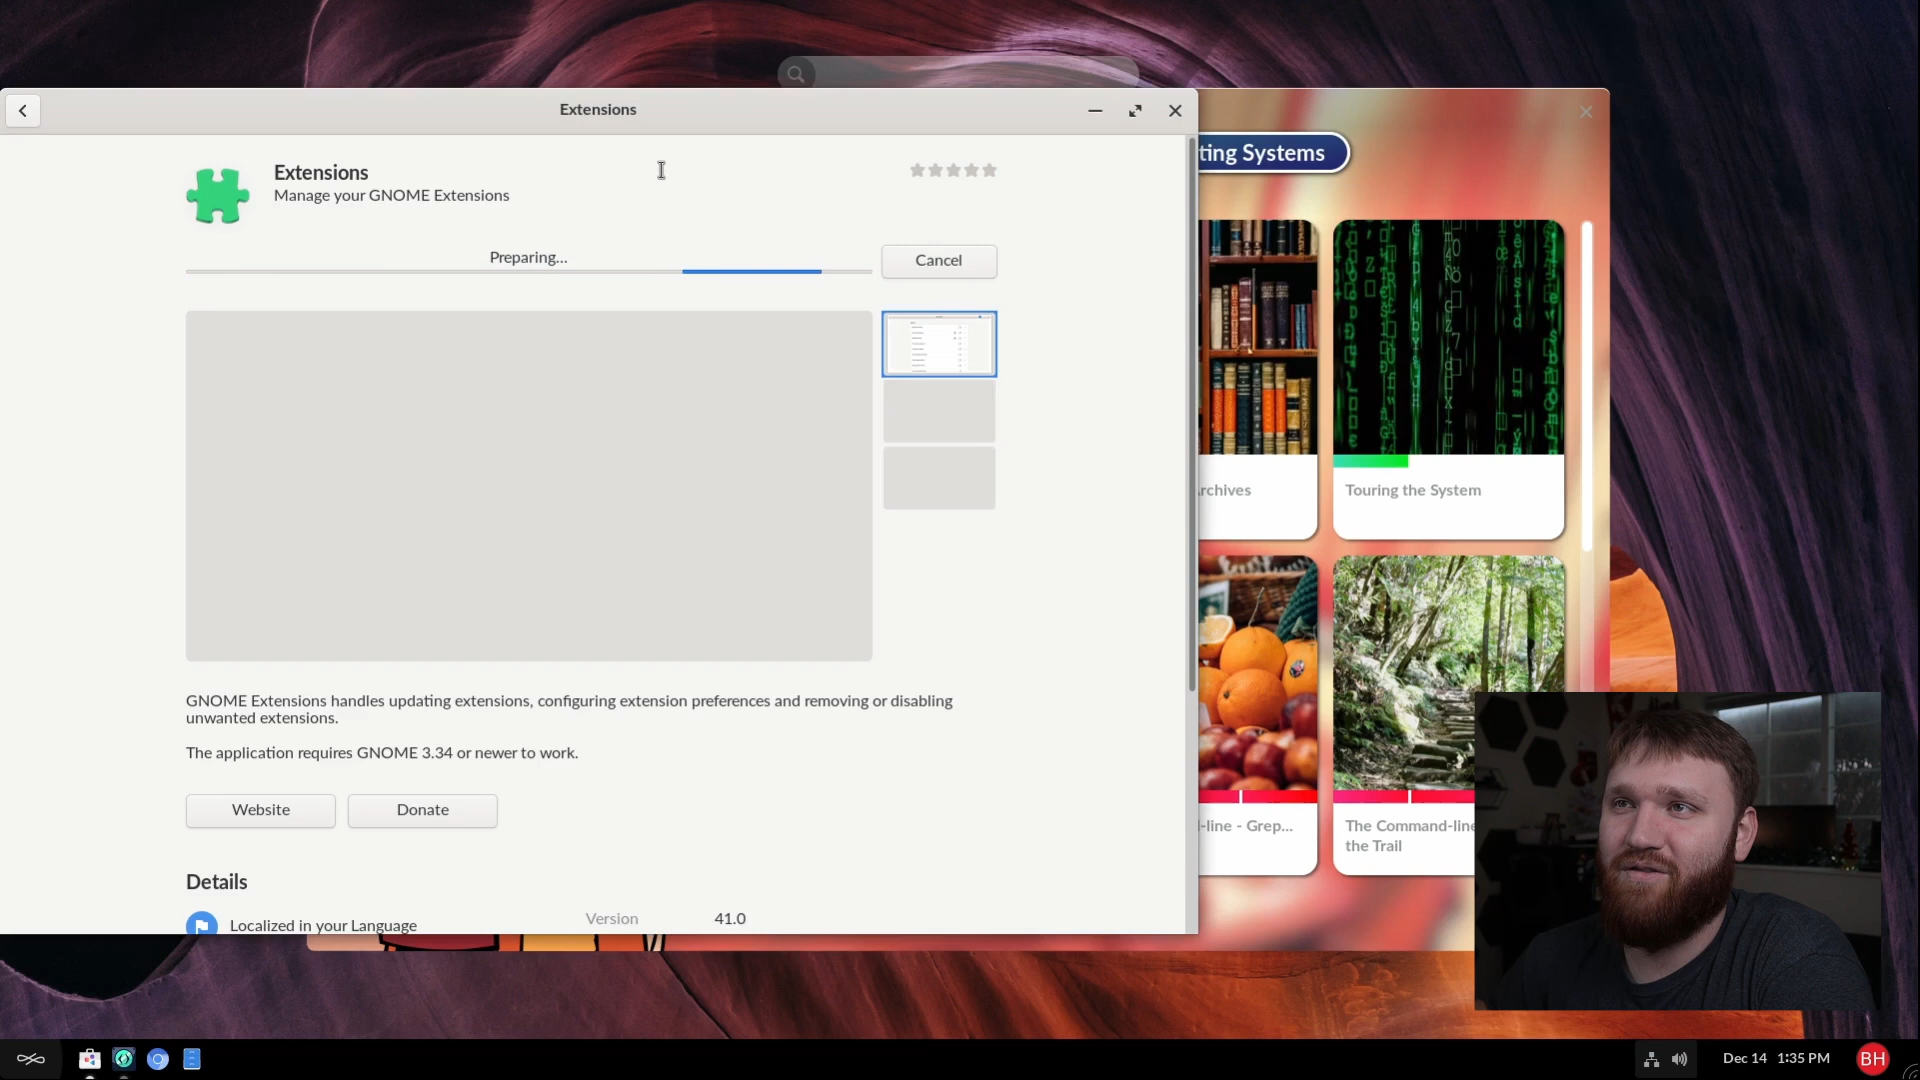 Extensions
Extensions
Manage your GNOME Extensions
Preparing...
Cancel
GNOME Extensions handles updating extensions, configuring extension preferences and removing or disabling
unwanted extensions.
The application requires GNOME 3.34 or newer to work.
Website
Donate
Details
Localized in your Language
Version
41.0
ting Systems
rchives
Touring the System
-line - Grep...
The Command-line
the Trail
Dec 14 1:35 PM
BH